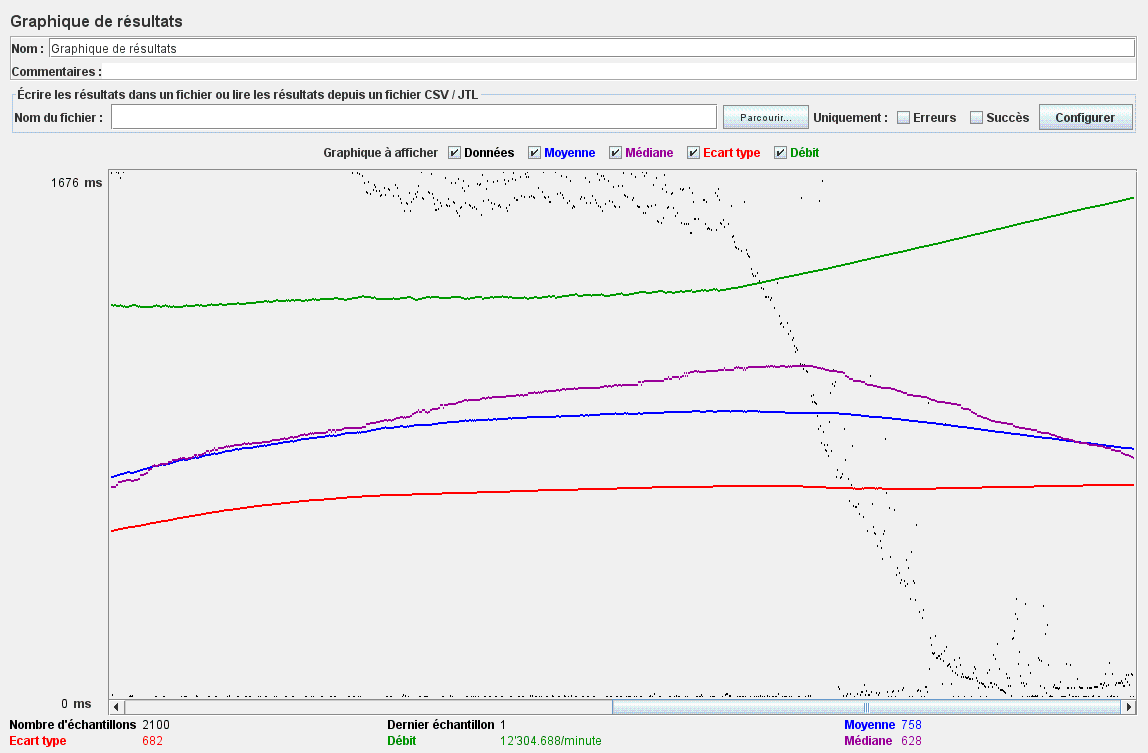 Graphique de résultats
Nom : Graphique de résultats
Commentaires :
Écrire les résultats dans un fichier ou lire les résultats depuis un fichier CSV / JTL
Nom du fichier : Parcourir... Uniquement : Erreurs Succès Configurer
Graphique à afficher Données Moyenne Médiane Ecart type Débit
1676 ms
0 ms
Nombre d'échantillons 2100 Dernier échantillon 1 Moyenne 758
Ecart type 682 Débit 12'304.688/minute Médiane 628